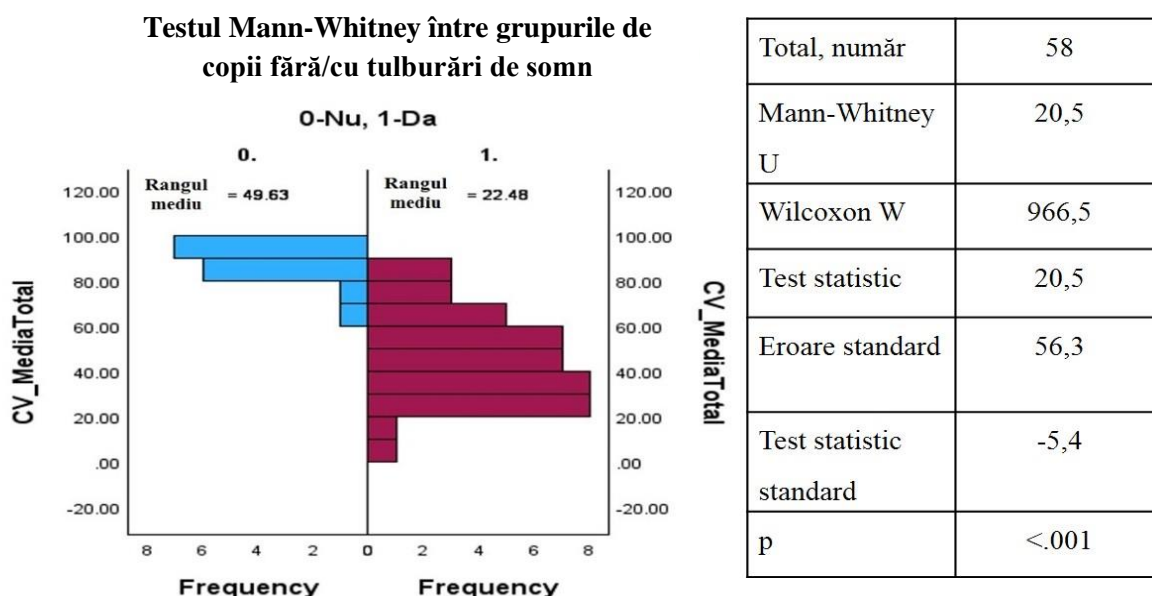 Testul Mann-Whitney între grupurile de
copii fără/cu tulburări de somn
0-Nu, 1-Da
0.
1.
Rangul
mediu = 49.63
Rangul
mediu = 22.48
CV_MediaTotal
120.00
100.00
80.00
60.00
40.00
20.00
.00
-20.00
120.00
100.00
80.00
60.00
40.00
20.00
.00
-20.00
CV_MediaTotal
8 6 4 2 0 2 4 6 8
Frequency Frequency
Total, număr 58
Mann-Whitney 20,5
U
Wilcoxon W 966,5
Test statistic 20,5
Eroare standard 56,3
Test statistic -5,4
standard
p <.001